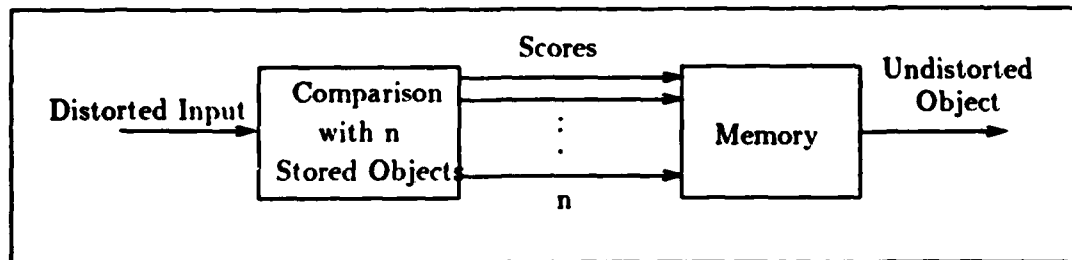 Scores
Undistorted
Object
Distorted Input
Comparison
with n
Stored Objects
Memory
n